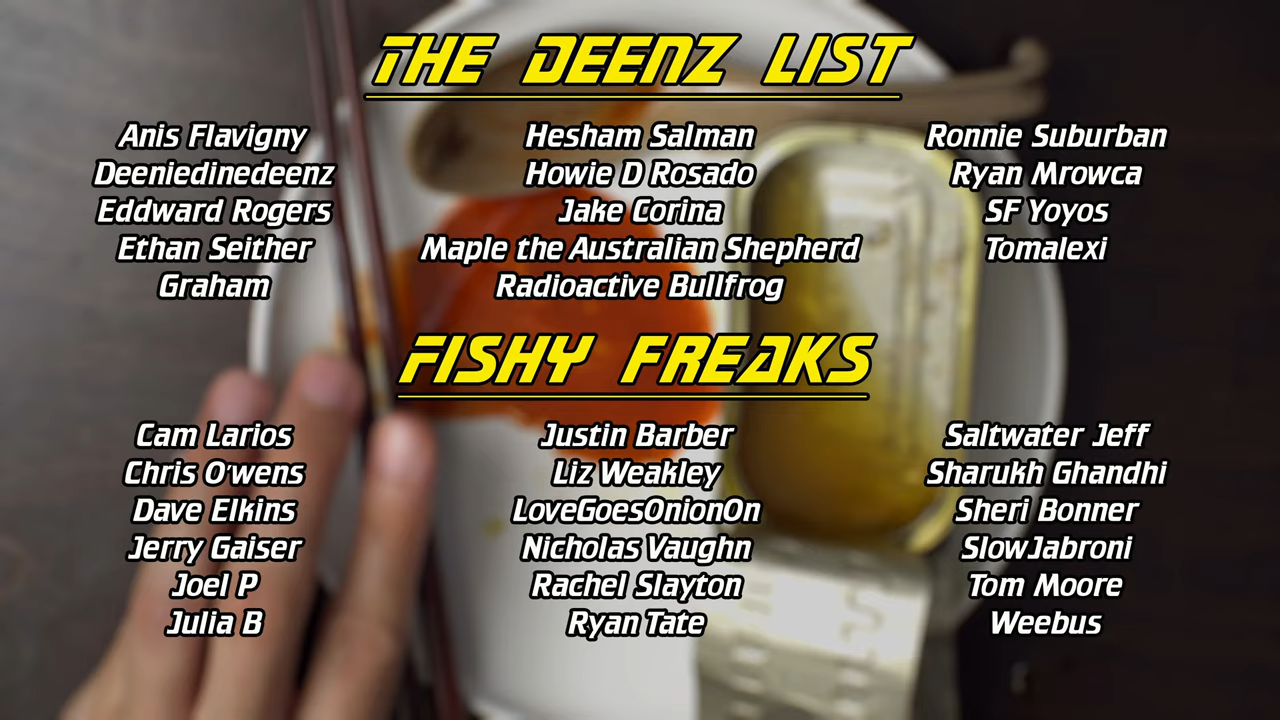 THE DEENZ LIST
Anis Flavigny
Deeniedinedeenz
Eddward Rogers
Ethan Seither
Graham
Hesham Salman
Howie D Rosado
Jake Corina
Maple the Australian Shepherd
Radioactive Bullfrog
Ronnie Suburban
Ryan Mrowca
SF Yoyos
Tomalexi
FISHY FREAKS
Cam Larios
Chris O'wens
Dave Elkins
Jerry Gaiser
Joel P
Julia B
Justin Barber
Liz Weakley
LoveGoesOnionOn
Nicholas Vaughn
Rachel Slayton
Ryan Tate
Saltwater Jeff
Sharukh Ghandhi
Sheri Bonner
SlowJabroni
Tom Moore
Weebus